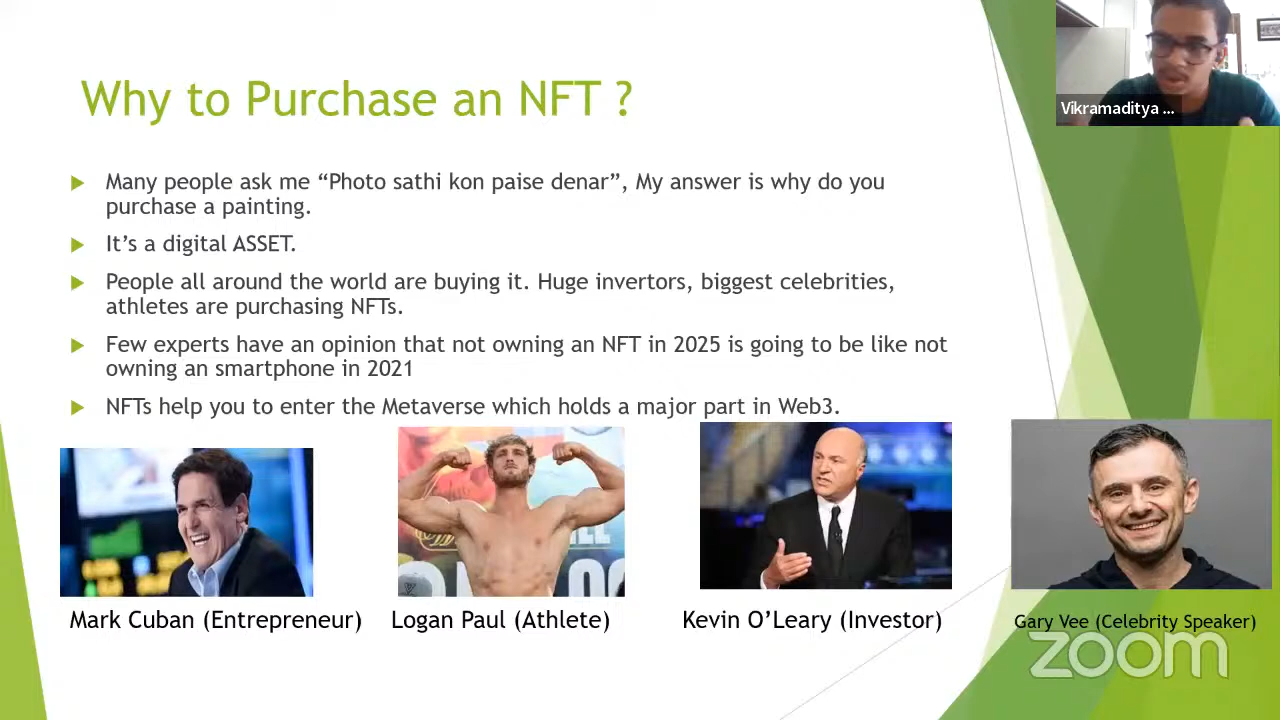 Why to Purchase an NFT ?
Vikramaditya ...
Many people ask me “Photo sathi kon paise denar”, My answer is why do you
purchase a painting.
It’s a digital ASSET.
People all around the world are buying it. Huge invertors, biggest celebrities,
athletes are purchasing NFTs.
Few experts have an opinion that not owning an NFT in 2025 is going to be like not
owning an smartphone in 2021
NFTs help you to enter the Metaverse which holds a major part in Web3.
Mark Cuban (Entrepreneur)
Logan Paul (Athlete)
Kevin O’Leary (Investor)
Gary Vee (Celebrity Speaker)
zoom